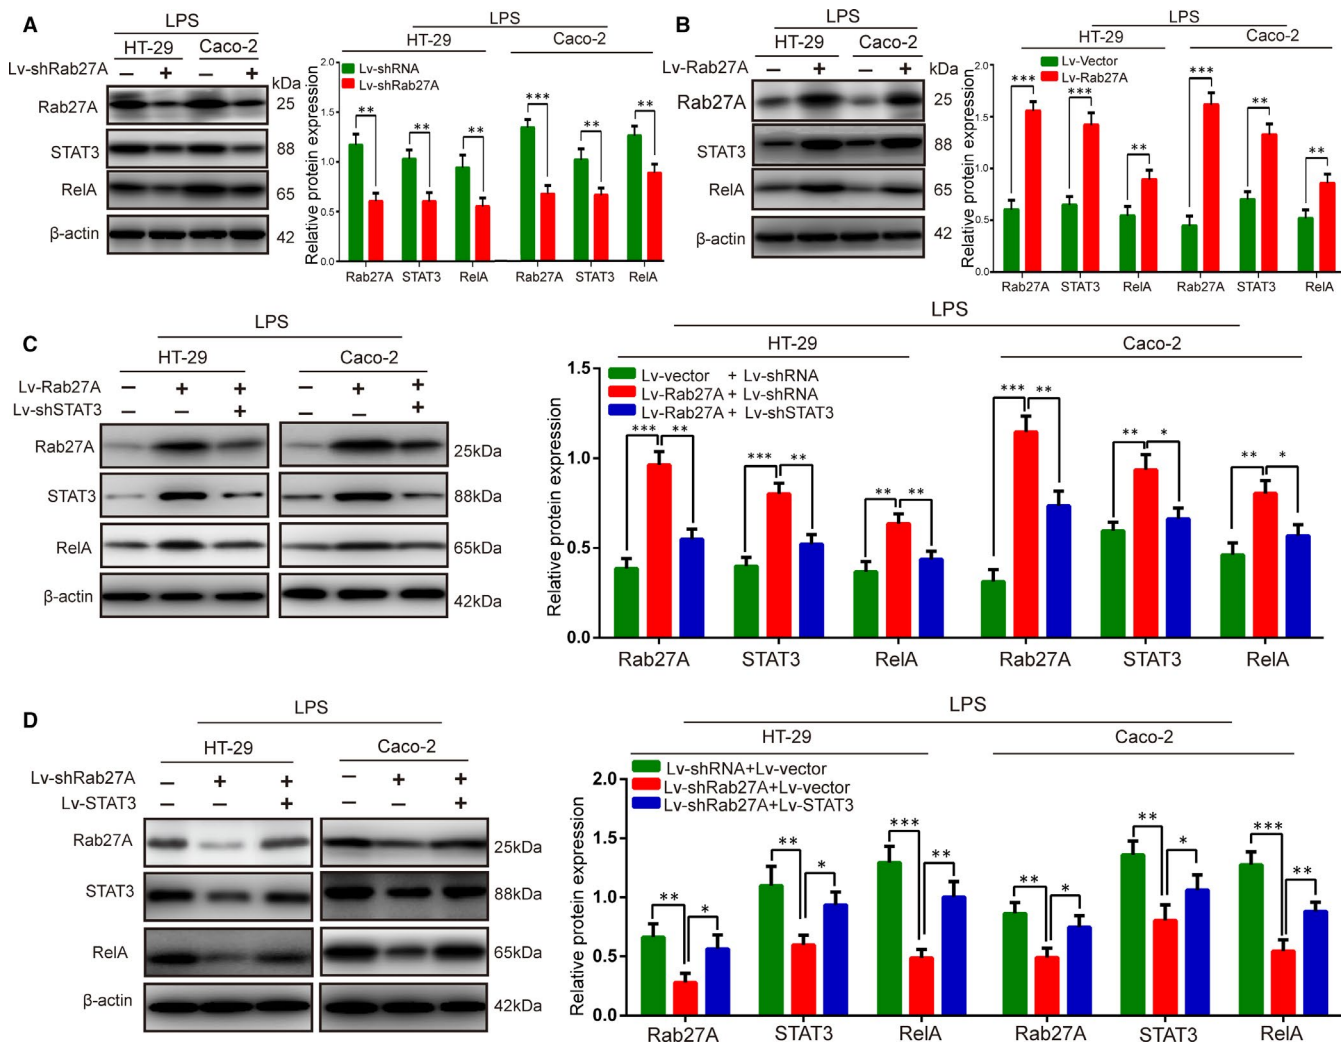 A
LPS
HT-29 Caco-2
Lv-shRab27A − + − +
kDa
Rab27A 25
STAT3 88
RelA 65
β-actin 42
LPS
HT-29 Caco-2
Lv-shRNA
Lv-shRab27A
Relative protein expression
2.0
1.5
1.0
0.5
0.0
** ** ** *** ** **
Rab27A STAT3 RelA Rab27A STAT3 RelA
B
LPS
HT-29 Caco-2
Lv-Rab27A − + − +
kDa
Rab27A 25
STAT3 88
RelA 65
β-actin 42
LPS
HT-29 Caco-2
Lv-Vector
Lv-Rab27A
Relative protein expression
2.0
1.5
1.0
0.5
0.0
*** *** ** *** ** **
Rab27A STAT3 RelA Rab27A STAT3 RelA
C
LPS
HT-29 Caco-2
Lv-Rab27A − + + − + +
Lv-shSTAT3 − − + − − +
Rab27A 25kDa
STAT3 88kDa
RelA 65kDa
β-actin 42kDa
LPS
HT-29 Caco-2
Lv-vector + Lv-shRNA
Lv-Rab27A + Lv-shRNA
Lv-Rab27A + Lv-shSTAT3
Relative protein expression
1.5
1.0
0.5
0.0
*** ** *** ** ** ** *** ** ** * ** *
Rab27A STAT3 RelA Rab27A STAT3 RelA
D
LPS
HT-29 Caco-2
Lv-shRab27A − + + − + +
Lv-STAT3 − − + − − +
Rab27A 25kDa
STAT3 88kDa
RelA 65kDa
β-actin 42kDa
LPS
HT-29 Caco-2
Lv-shRNA+Lv-vector
Lv-shRab27A+Lv-vector
Lv-shRab27A+Lv-STAT3
Relative protein expression
2.0
1.5
1.0
0.5
0.0
** * ** * *** ** ** * ** * *** **
Rab27A STAT3 RelA Rab27A STAT3 RelA